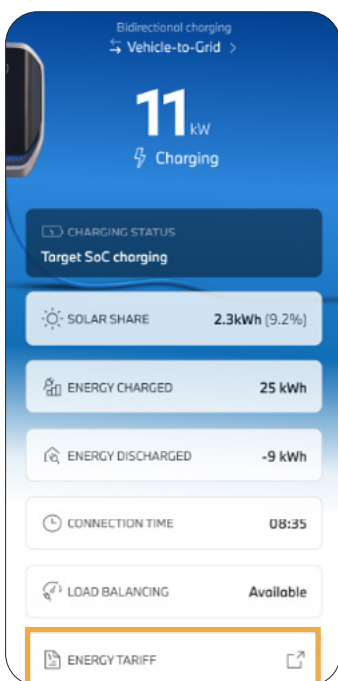 Bidirectional charging
Vehicle-to-Grid >
11 kW
Charging
CHARGING STATUS
Target SoC charging
SOLAR SHARE 2.3kWh (9.2%)
ENERGY CHARGED 25 kWh
ENERGY DISCHARGED -9 kWh
CONNECTION TIME 08:35
LOAD BALANCING Available
ENERGY TARIFF